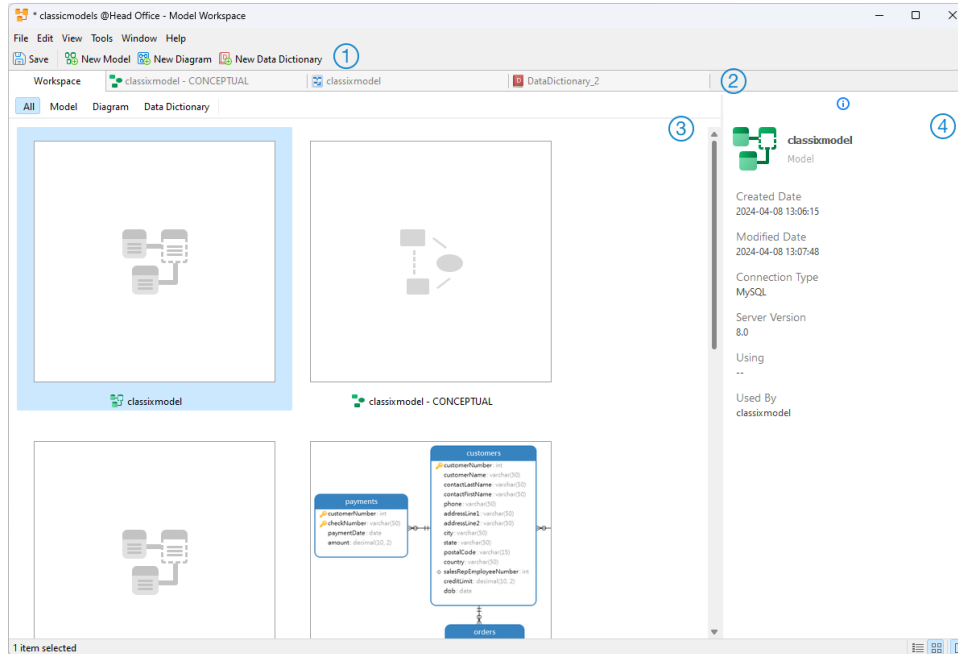 * classicmodels @Head Office - Model Workspace
File Edit View Tools Window Help
Save New Model New Diagram New Data Dictionary 1
Workspace classixmodel - CONCEPTUAL classixmodel DataDictionary_2 2
All Model Diagram Data Dictionary
3
4
classixmodel
Model
Created Date
2024-04-08 13:06:15
Modified Date
2024-04-08 13:07:48
Connection Type
MySQL
Server Version
8.0
Using
--
Used By
classixmodel
classixmodel
classixmodel - CONCEPTUAL
payments
customerNumber: int
checkNumber: varchar(50)
paymentDate: date
amount: decimal(10, 2)
customers
customerNumber: int
customerName: varchar(50)
contactLastName: varchar(50)
contactFirstName: varchar(50)
phone: varchar(50)
addressLine1: varchar(50)
addressLine2: varchar(50)
city: varchar(50)
state: varchar(50)
postalCode: varchar(15)
country: varchar(50)
salesRepEmployeeNumber: int
creditLimit: decimal(10, 2)
dob: date
orders
1 item selected